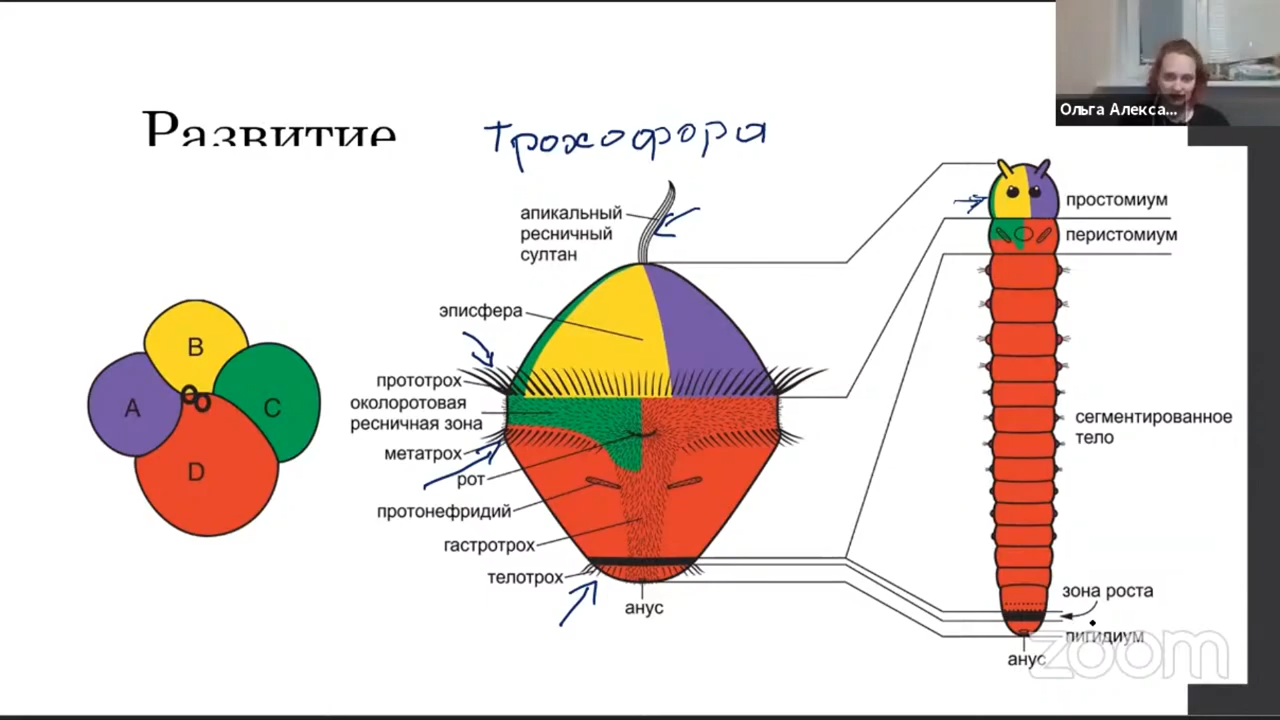 Развитие
трохофора
Ольга Алекса...
апикальный
ресничный
султан
эписфера
прототрох
околоротовая
ресничная зона
метатрох
рот
протонефридий
гастротрох
телотрох
анус
B
A
C
D
простомиум
перистомиум
сегментированное
тело
зона роста
пигидиум
анус
zoom